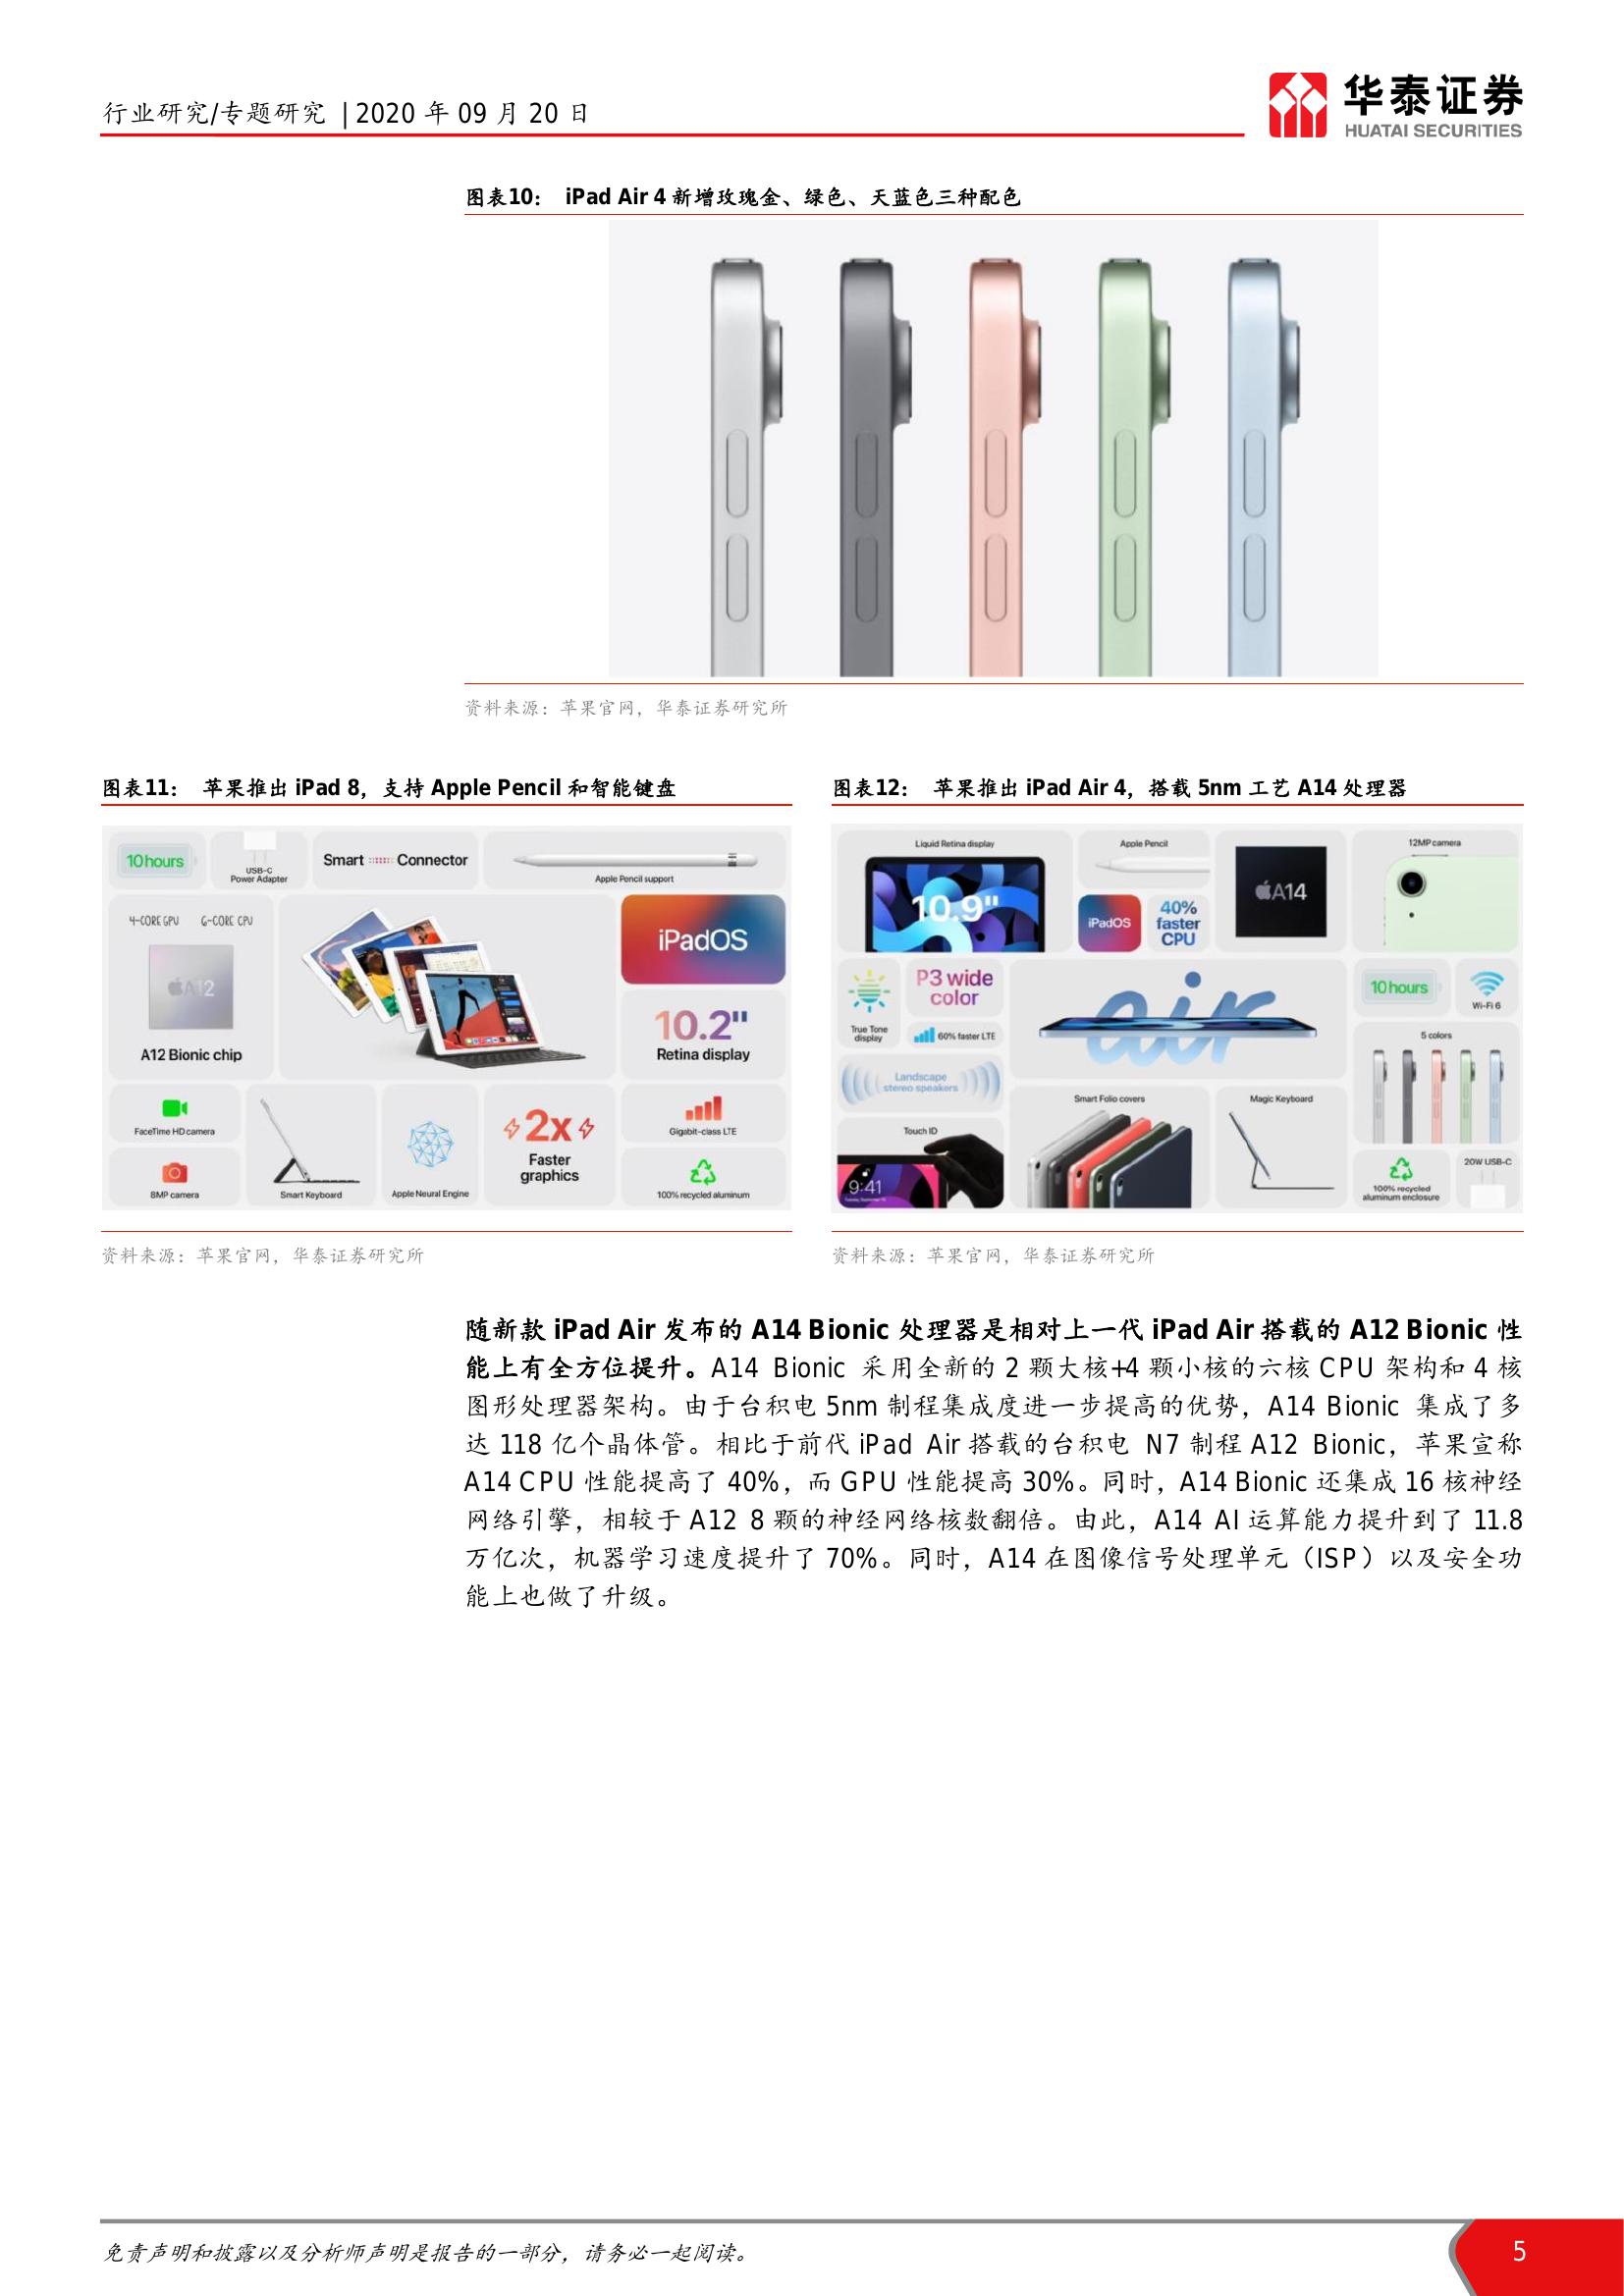 行业研究/专题研究 | 2020 年 09 月 20 日
华泰证券
HUATAI SECURITIES
图表10： iPad Air 4 新增玫瑰金、绿色、天蓝色三种配色
资料来源：苹果官网，华泰证券研究所
图表11： 苹果推出 iPad 8，支持 Apple Pencil 和智能键盘
10 hours
USB-C
Power Adapter
Smart Connector
Apple Pencil support
4-CORE GPU 6-CORE CPU
A12
A12 Bionic chip
iPadOS
10.2"
Retina display
FaceTime HD camera
8MP camera
Smart Keyboard
Apple Neural Engine
2x
Faster
graphics
Gigabit-class LTE
100% recycled aluminum
资料来源：苹果官网，华泰证券研究所
图表12： 苹果推出 iPad Air 4，搭载 5nm 工艺 A14 处理器
Liquid Retina display
10.9"
Apple Pencil
iPadOS
40%
faster
CPU
A14
12MP camera
True Tone
display
P3 wide
color
60% faster LTE
air
10 hours
Wi-Fi 6
Landscape
stereo speakers
5 colors
Touch ID
9:41
Smart Folio covers
Magic Keyboard
100% recycled
aluminum enclosure
20W USB-C
资料来源：苹果官网，华泰证券研究所
随新款 iPad Air 发布的 A14 Bionic 处理器是相对上一代 iPad Air 搭载的 A12 Bionic 性
能上有全方位提升。A14 Bionic 采用全新的 2 颗大核+4 颗小核的六核 CPU 架构和 4 核
图形处理器架构。由于台积电 5nm 制程集成度进一步提高的优势，A14 Bionic 集成了多
达 118 亿个晶体管。相比于前代 iPad Air 搭载的台积电 N7 制程 A12 Bionic，苹果宣称
A14 CPU 性能提高了 40%，而 GPU 性能提高 30%。同时，A14 Bionic 还集成 16 核神经
网络引擎，相较于 A12 8 颗的神经网络核数翻倍。由此，A14 AI 运算能力提升到了 11.8
万亿次，机器学习速度提升了 70%。同时，A14 在图像信号处理单元（ISP）以及安全功
能上也做了升级。
免责声明和披露以及分析师声明是报告的一部分，请务必一起阅读。
5